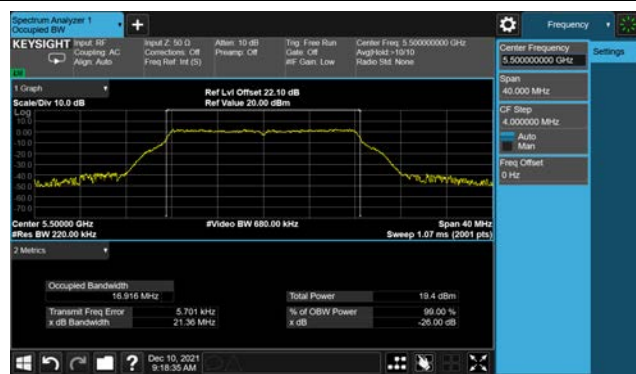 Spectrum Analyzer 1
Occupied BW
+
Frequency
KEYSIGHT
Input: RF
Coupling: AC
Align: Auto
Input Z: 50 Ω
Corrections: Off
Freq Ref: Int (S)
Atten: 10 dB
Preamp: Off
Trig: Free Run
Gate: Off
#IF Gain: Low
Center Freq: 5.500000000 GHz
Avg|Hold:>10/10
Radio Std: None
Center Frequency
5.500000000 GHz
Settings
Span
40.000 MHz
CF Step
4.000000 MHz
Auto
Man
Freq Offset
0 Hz
1 Graph
Scale/Div 10.0 dB
Ref Lvl Offset 22.10 dB
Ref Value 20.00 dBm
Log
10.0
0.00
-10.0
-20.0
-30.0
-40.0
-50.0
-60.0
-70.0
Center 5.50000 GHz
#Res BW 220.00 kHz
#Video BW 680.00 kHz
Span 40 MHz
Sweep 1.07 ms (2001 pts)
2 Metrics
Occupied Bandwidth
16.916 MHz
Transmit Freq Error 5.701 kHz
x dB Bandwidth 21.36 MHz
Total Power 19.4 dBm
% of OBW Power 99.00 %
x dB -26.00 dB
?
Dec 10, 2021
9:18:35 AM